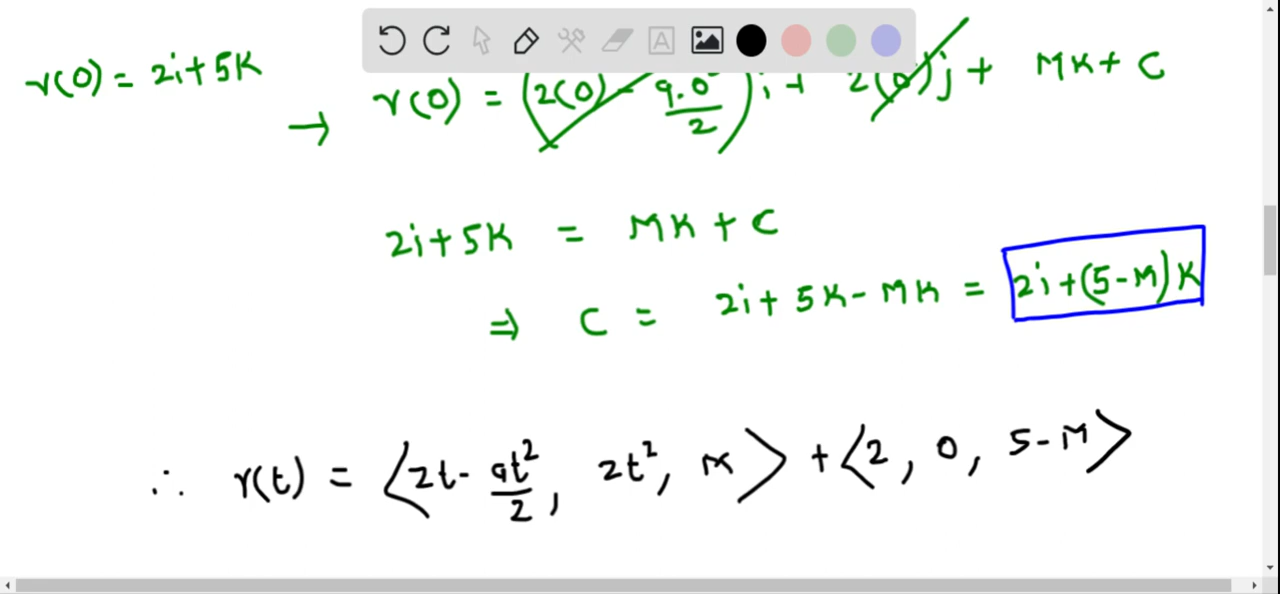 r(0) = 2i + 5K
→ r(0) = (2(0) - 9.0/2) i + 2(0) j + MK + C
2i + 5K = MK + C
⇒ C = 2i + 5K - MK = 2i + (5-M) K
∴ r(t) = ⟨2t - 9t²/2, 2t², M⟩ + ⟨2, 0, 5-M⟩